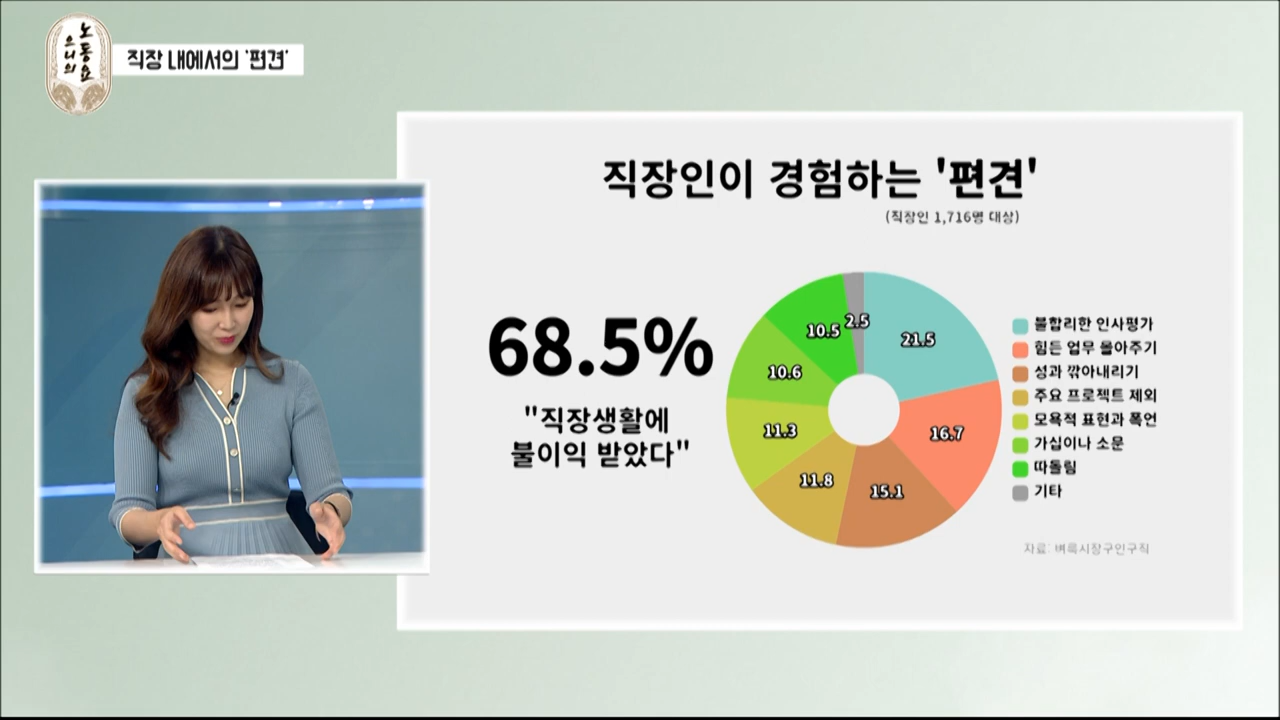 으니의
노동요
직장 내에서의 '편견'
직장인이 경험하는 '편견'
(직장인 1,716명 대상)
68.5%
"직장생활에
불이익 받았다"
21.5
16.7
15.1
11.8
11.3
10.6
10.5
2.5
불합리한 인사평가
힘든 업무 몰아주기
성과 깎아내리기
주요 프로젝트 제외
모욕적 표현과 폭언
가십이나 소문
따돌림
기타
자료: 벼룩시장구인구직